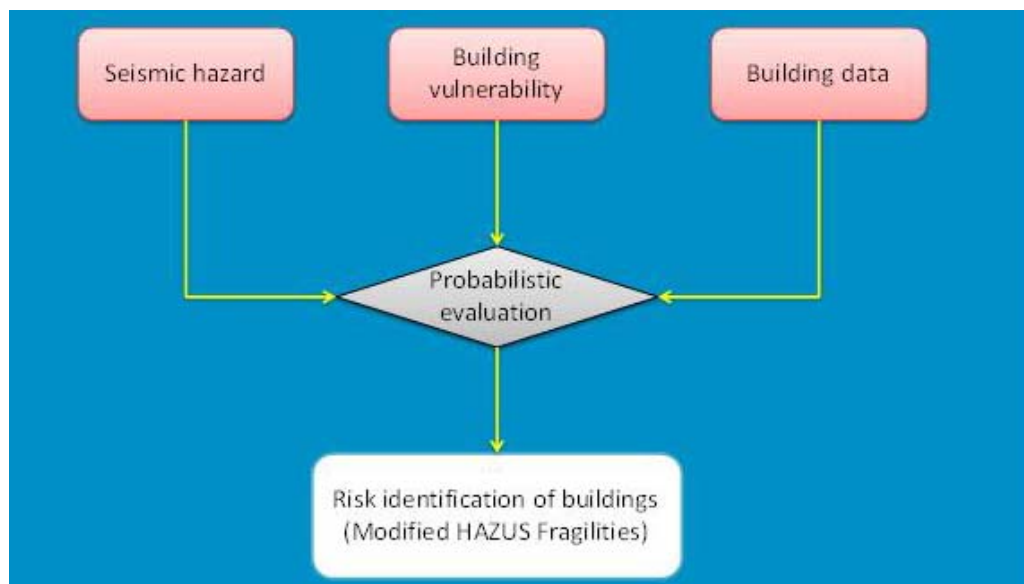 Seismic hazard
Building
vulnerability
Building data
Probabilistic
evaluation
Risk identification of buildings
(Modified HAZUS Fragilities)